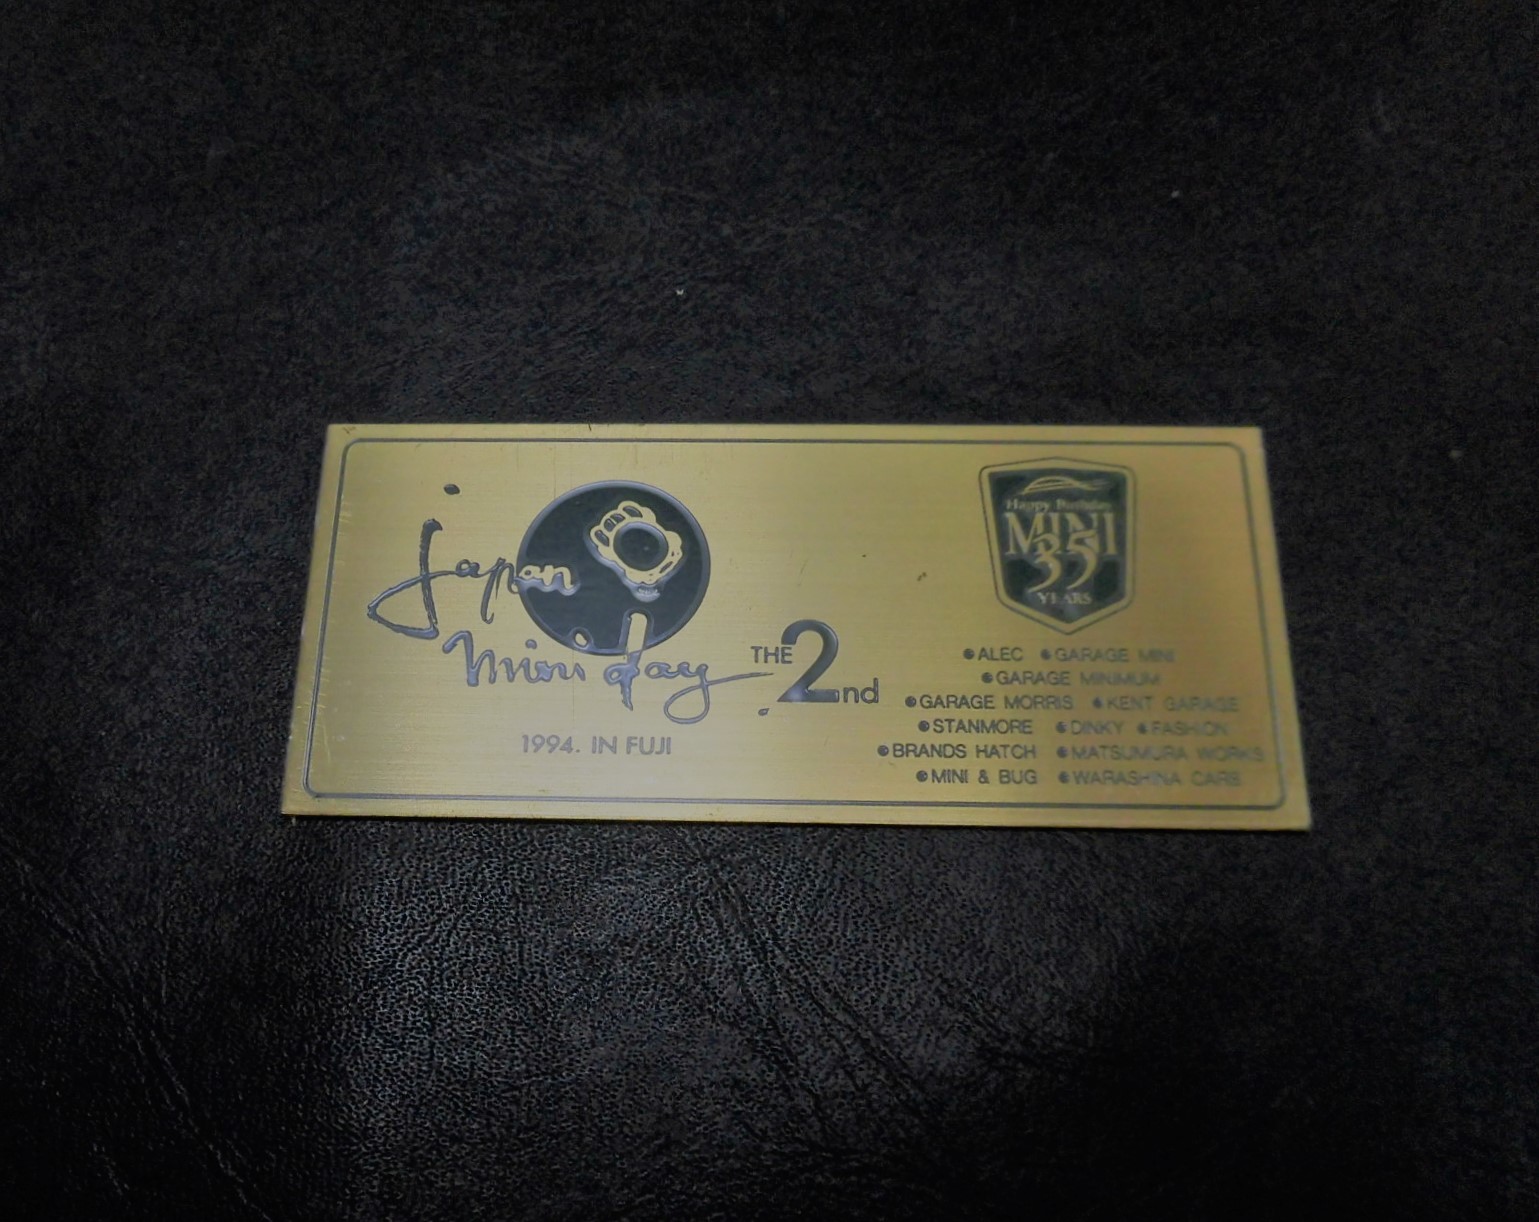 Japan
mini day
THE 2nd
1994. IN FUJI
Happy Birthday
MINI
35
YEARS
●ALEC ●GARAGE MINI
●GARAGE MINIMUM
●GARAGE MORRIS ●KENT GARAGE
●STANMORE ●DINKY ●FASHION
●BRANDS HATCH ●MATSUMURA WORKS
●MINI & BUG ●WARASHINA CARS